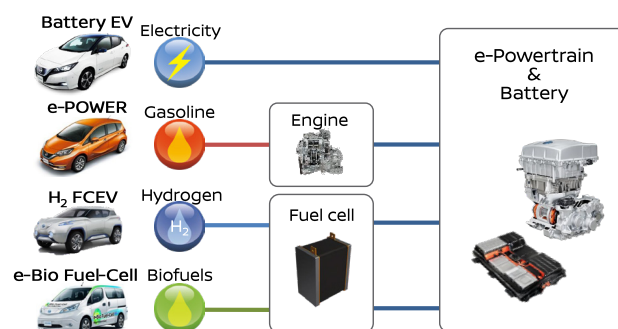 Battery EV
Electricity
e-POWER
Gasoline
Engine
H₂ FCEV
Hydrogen
H₂
Fuel cell
e-Bio Fuel-Cell
Biofuels
e-Powertrain
&
Battery